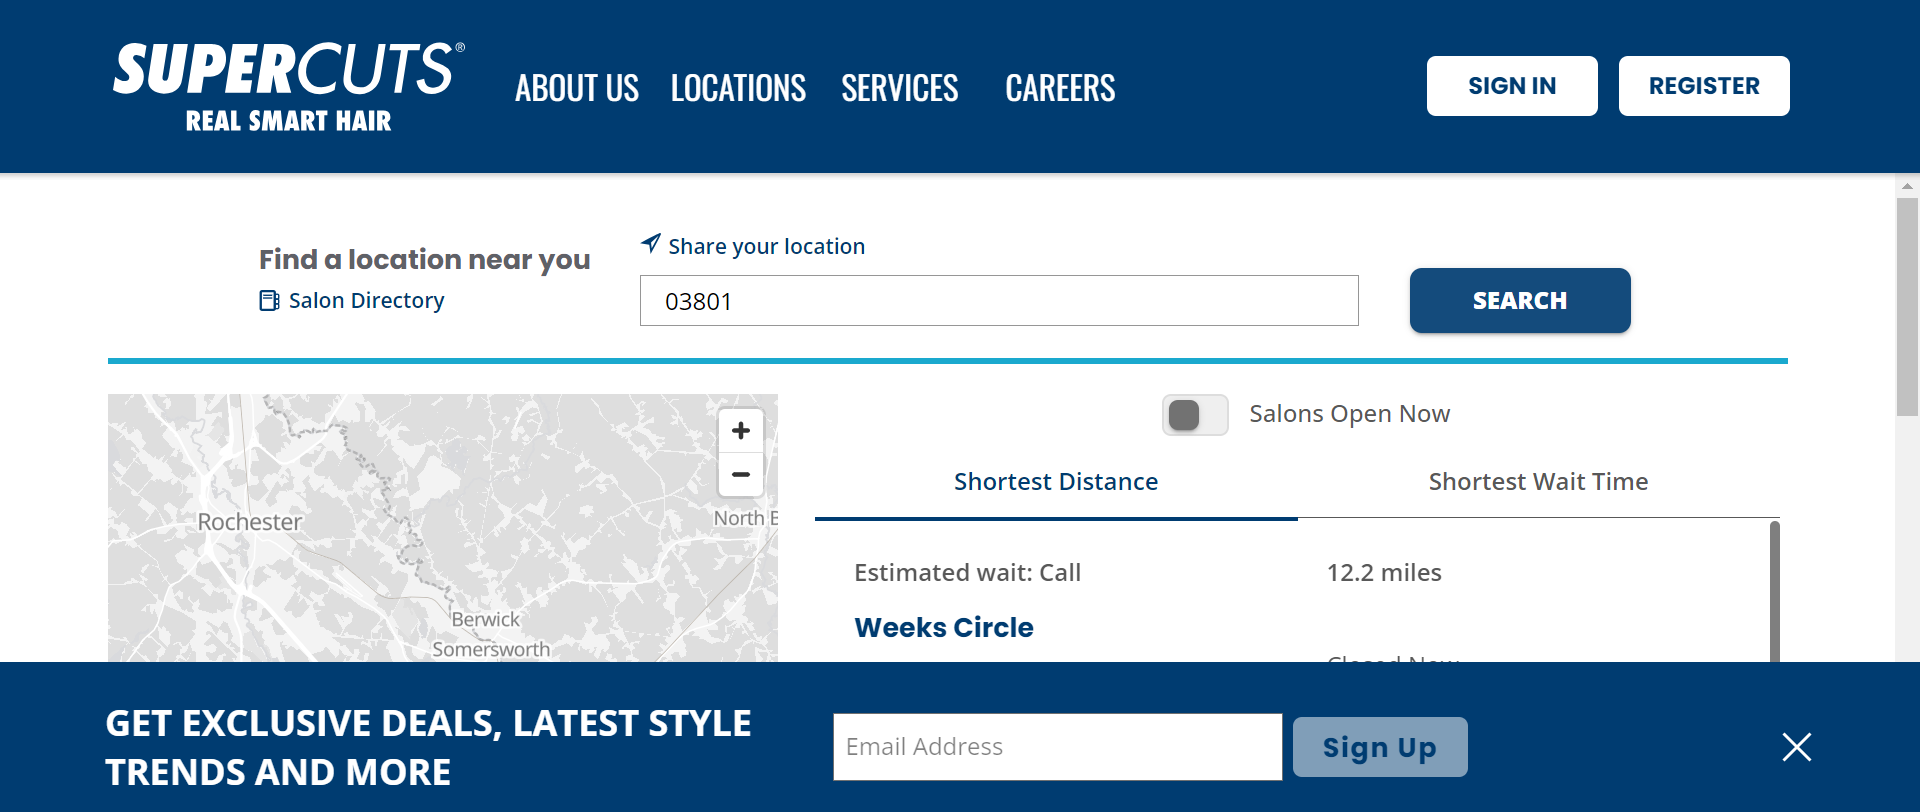 SUPERCUTS®
REAL SMART HAIR
ABOUT US LOCATIONS SERVICES CAREERS
SIGN IN
REGISTER
Find a location near you
Salon Directory
Share your location
03801
SEARCH
Rochester
North B
Berwick
Somersworth
Salons Open Now
Shortest Distance
Shortest Wait Time
Estimated wait: Call
12.2 miles
Weeks Circle
Closed Now
GET EXCLUSIVE DEALS, LATEST STYLE
TRENDS AND MORE
Email Address
Sign Up